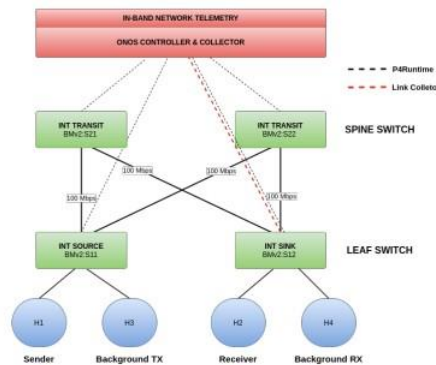 IN-BAND NETWORK TELEMETRY
ONOS CONTROLLER & COLLECTOR
P4Runtime
Link Colletor
INT TRANSIT
BMv2:S21
INT TRANSIT
BMv2:S22
SPINE SWITCH
100 Mbps
100 Mbps
100 Mbps
100 Mbps
INT SOURCE
BMv2:S11
INT SINK
BMv2:S12
LEAF SWITCH
H1
H3
H2
H4
Sender
Background TX
Receiver
Background RX